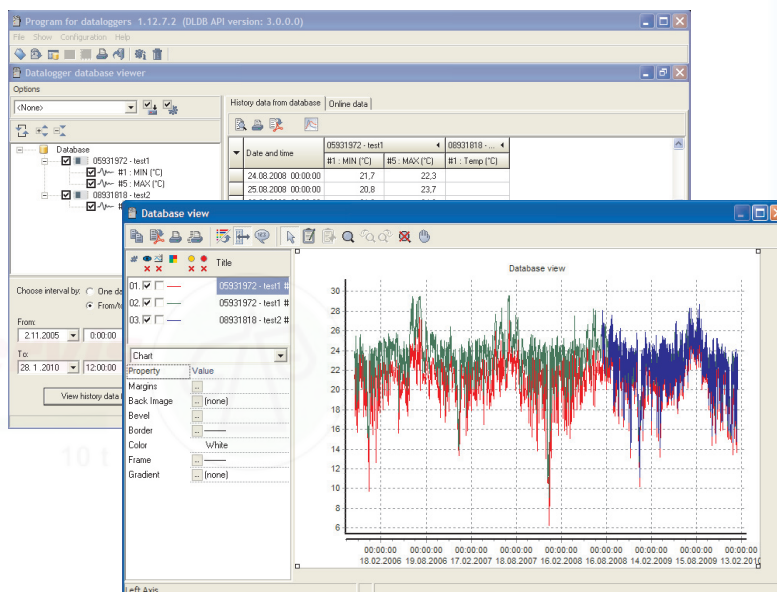 Program for dataloggers 1.12.7.2 (DLDB API version: 3.0.0.0)
File Show Configuration Help
Datalogger database viewer
Options
<None>
History data from database Online data
Database
05931972 - test1
#1 : MIN (°C)
#5 : MAX (°C)
08931818 - test2
Date and time
05931972 - test1
08931818 - ...
#1 : MIN (°C) #5 : MAX (°C) #1 : Temp (°C)
24.08.2008 00:00:00 21,7 22,3
25.08.2008 00:00:00 20,8 23,7
Choose interval by:
From:
2.11.2005 0:00:00
To:
28. 1 .2010 12:00:00
View history data
Database view
Title
01. 05931972 - test1 #
02. 05931972 - test1 #
03. 08931818 - test2 #
Chart
Property Value
Margins ...
Back Image ... (none)
Bevel ...
Border ...
Color White
Frame ...
Gradient ... (none)
Database view
30
28
26
24
22
20
18
16
14
12
10
8
6
00:00:00 00:00:00 00:00:00 00:00:00 00:00:00 00:00:00 00:00:00 00:00:00 00:00:00
18.02.2006 19.08.2006 17.02.2007 18.08.2007 16.02.2008 16.08.2008 14.02.2009 15.08.2009 13.02.2010
Left Axis